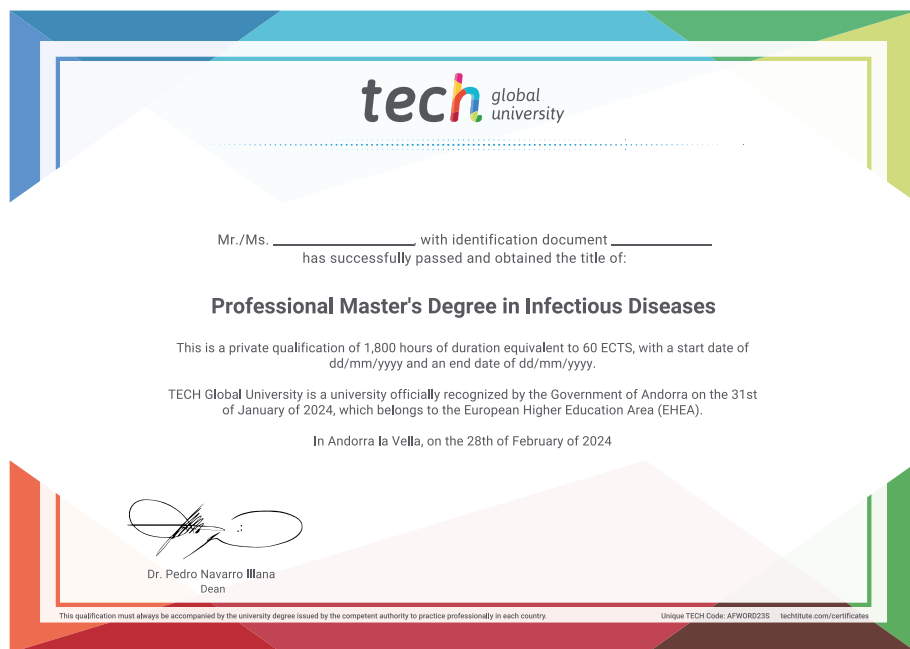 tech global university
Mr./Ms. ________________, with identification document ____________
has successfully passed and obtained the title of:
Professional Master's Degree in Infectious Diseases
This is a private qualification of 1,800 hours of duration equivalent to 60 ECTS, with a start date of
dd/mm/yyyy and an end date of dd/mm/yyyy.
TECH Global University is a university officially recognized by the Government of Andorra on the 31st
of January of 2024, which belongs to the European Higher Education Area (EHEA).
In Andorra la Vella, on the 28th of February of 2024
Dr. Pedro Navarro Illana
Dean
This qualification must always be accompanied by the university degree issued by the competent authority to practice professionally in each country.
Unique TECH Code: AFWORD23S techtitute.com/certificates